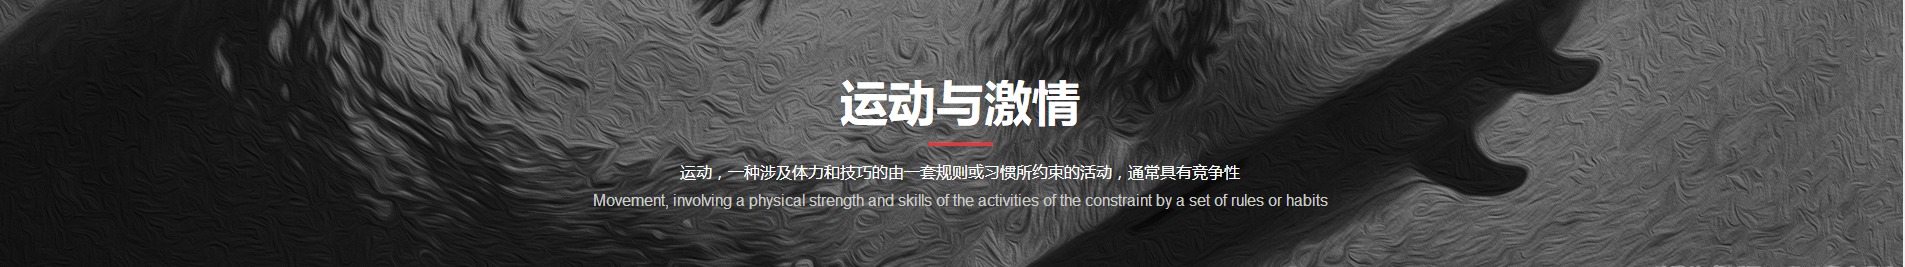 运动与激情
运动，一种涉及体力和技巧的由一套规则或习惯所约束的活动，通常具有竞争性
Movement, involving a physical strength and skills of the activities of the constraint by a set of rules or habits